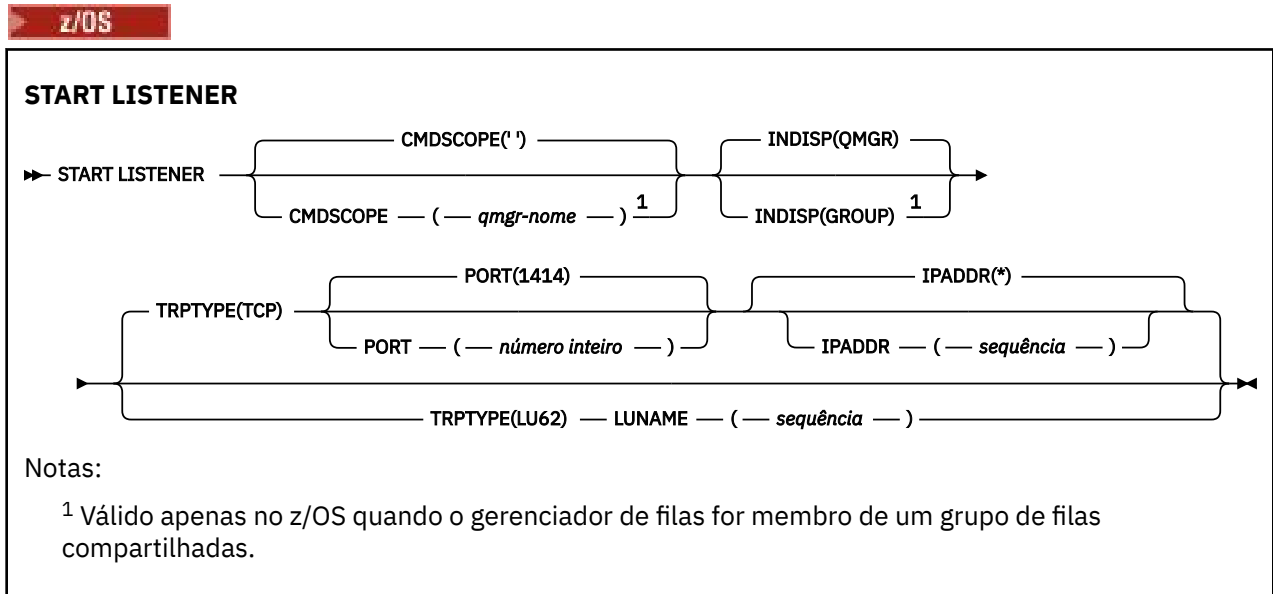 z/OS
START LISTENER
CMDSCOPE(' ') INDISP(QMGR)
START LISTENER
CMDSCOPE ( qmgr-nome ) 1 INDISP(GROUP) 1
PORT(1414) IPADDR(*)
TRPTYPE(TCP)
PORT ( número inteiro ) IPADDR ( sequência )
TRPTYPE(LU62) LUNAME ( sequência )
Notas:
1 Válido apenas no z/OS quando o gerenciador de filas for membro de um grupo de filas
compartilhadas.